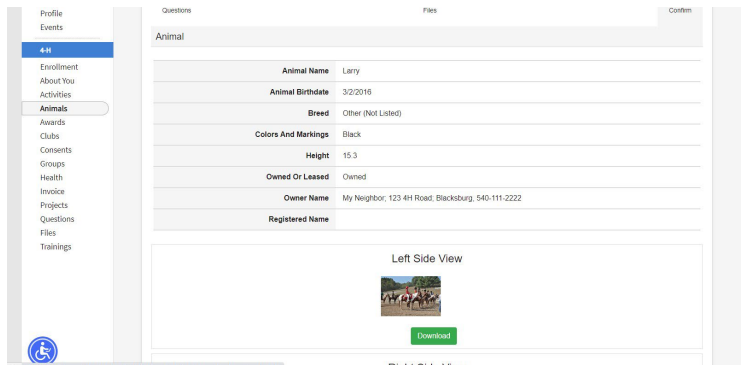 Profile
Events
4-H
Enrollment
About You
Activities
Animals
Awards
Clubs
Consents
Groups
Health
Invoice
Projects
Questions
Files
Trainings
Questions Files Confirm
Animal
Animal Name Larry
Animal Birthdate 3/2/2016
Breed Other (Not Listed)
Colors And Markings Black
Height 15.3
Owned Or Leased Owned
Owner Name My Neighbor, 123 4H Road, Blacksburg, 540-111-2222
Registered Name
Left Side View
Download